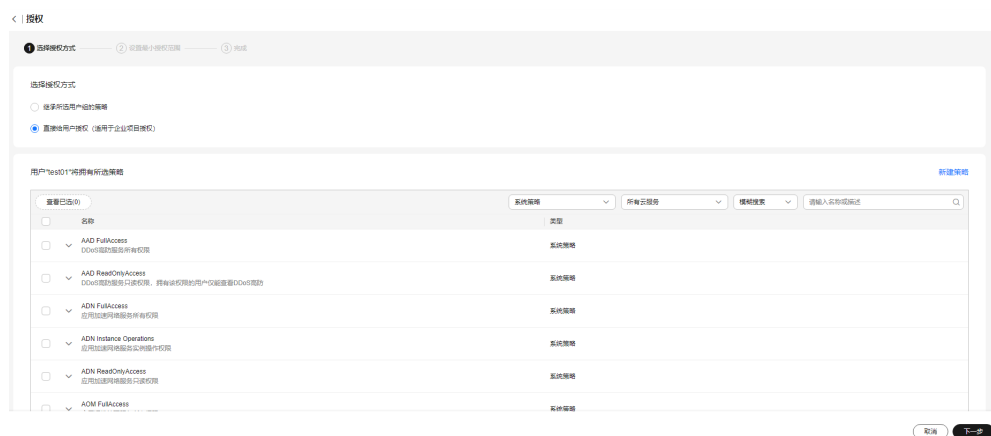 授权
1 选择授权方式 2 设置最小授权范围 3 完成
选择授权方式
继承所选用户组的策略
直接给用户授权（适用于企业项目授权）
用户"test01"将拥有所选策略 新建策略
查看已选(0) 系统策略 所有云服务 模糊搜索 请输入名称或描述
名称 类型
AAD FullAccess
DDoS高防服务所有权限
系统策略
AAD ReadOnlyAccess
DDoS高防服务只读权限，拥有该权限的用户仅能查看DDoS高防
系统策略
ADN FullAccess
应用加速网络服务所有权限
系统策略
ADN Instance Operations
应用加速网络服务实例操作权限
系统策略
ADN ReadOnlyAccess
应用加速网络服务只读权限
系统策略
AOM FullAccess
系统策略
取消 下一步